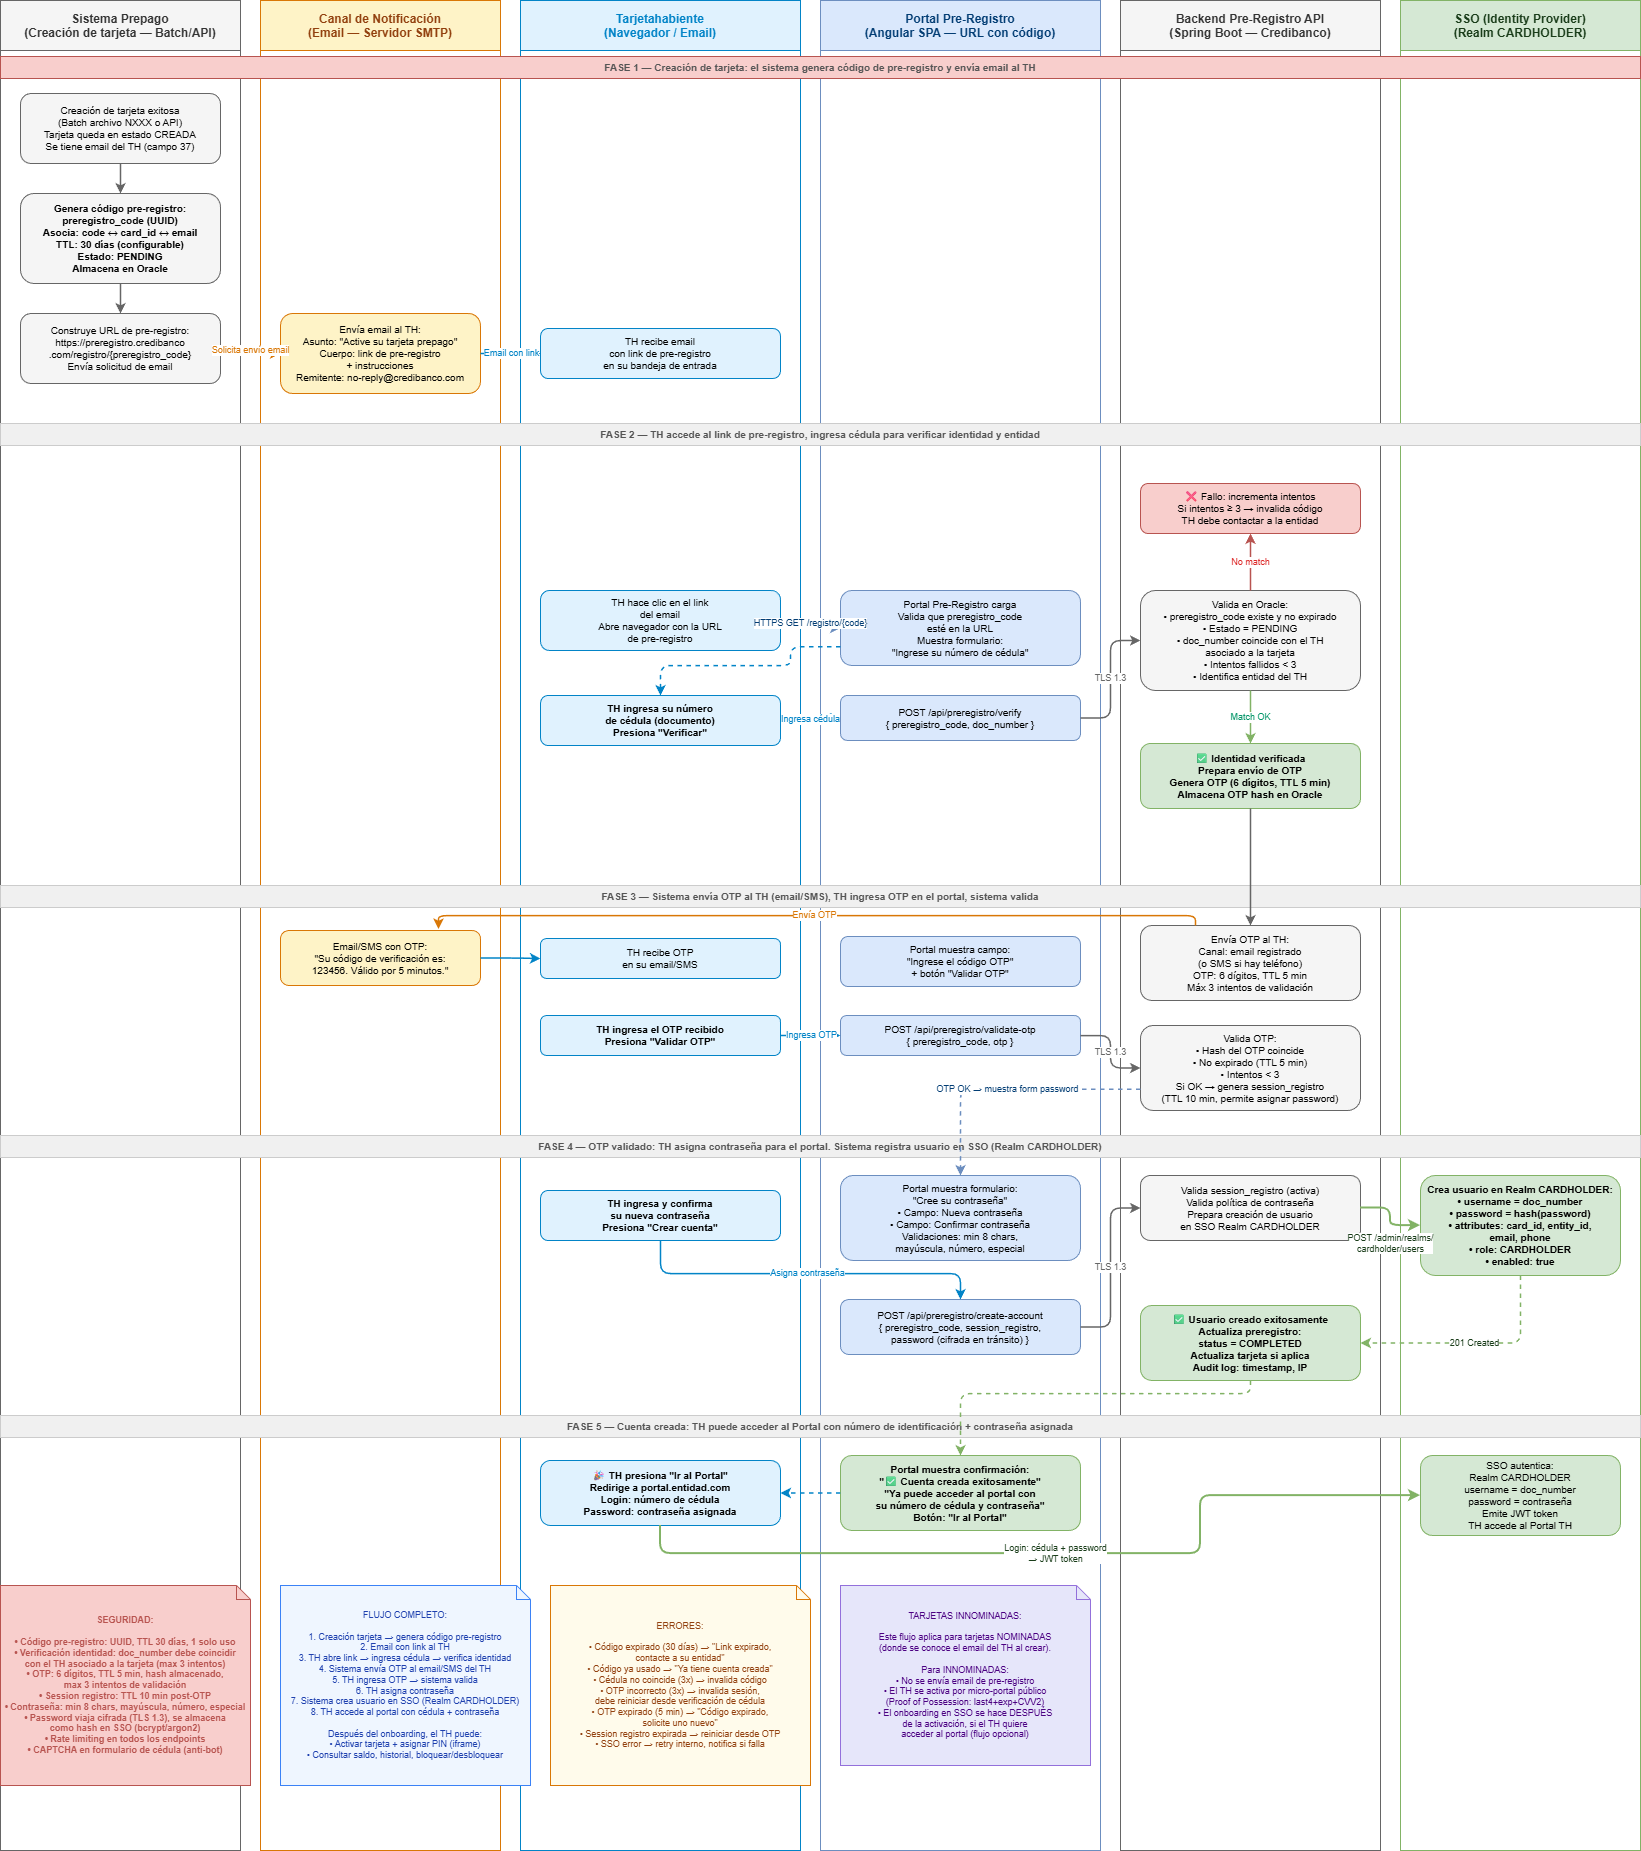 Sistema Prepago
(Creación de tarjeta — Batch/API)
Canal de Notificación
(Email — Servidor SMTP)
Tarjetahabiente
(Navegador / Email)
Portal Pre-Registro
(Angular SPA — URL con código)
Backend Pre-Registro API
(Spring Boot — Credibanco)
SSO (Identity Provider)
(Realm CARDHOLDER)
FASE 1 — Creación de tarjeta: el sistema genera código de pre-registro y envía email al TH
Creación de tarjeta exitosa
(Batch archivo NXXX o API)
Tarjeta queda en estado CREADA
Se tiene email del TH (campo 37)
Genera código pre-registro:
preregistro_code (UUID)
Asocia: code ↔ card_id ↔ email
TTL: 30 días (configurable)
Estado: PENDING
Almacena en Oracle
Construye URL de pre-registro:
https://preregistro.credibanco
.com/registro/{preregistro_code}
Envía solicitud de email
Solicita envío email
Envía email al TH:
Asunto: "Active su tarjeta prepago"
Cuerpo: link de pre-registro
+ instrucciones
Remitente: no-reply@credibanco.com
Email con link
TH recibe email
con link de pre-registro
en su bandeja de entrada
FASE 2 — TH accede al link de pre-registro, ingresa cédula para verificar identidad y entidad
❌ Fallo: incrementa intentos
Si intentos ≥ 3 → invalida código
TH debe contactar a la entidad
No match
TH hace clic en el link
del email
Abre navegador con la URL
de pre-registro
HTTPS GET /registro/{code}
Portal Pre-Registro carga
Valida que preregistro_code
esté en la URL
Muestra formulario:
"Ingrese su número de cédula"
Valida en Oracle:
• preregistro_code existe y no expirado
• Estado = PENDING
• doc_number coincide con el TH
asociado a la tarjeta
• Intentos fallidos < 3
• Identifica entidad del TH
TLS 1.3
TH ingresa su número
de cédula (documento)
Presiona "Verificar"
Ingresa cédula
POST /api/preregistro/verify
{ preregistro_code, doc_number }
Match OK
✅ Identidad verificada
Prepara envío de OTP
Genera OTP (6 dígitos, TTL 5 min)
Almacena OTP hash en Oracle
FASE 3 — Sistema envía OTP al TH (email/SMS), TH ingresa OTP en el portal, sistema valida
Envía OTP
Email/SMS con OTP:
"Su código de verificación es:
123456. Válido por 5 minutos."
TH recibe OTP
en su email/SMS
Portal muestra campo:
"Ingrese el código OTP"
+ botón "Validar OTP"
Envía OTP al TH:
Canal: email registrado
(o SMS si hay teléfono)
OTP: 6 dígitos, TTL 5 min
Máx 3 intentos de validación
TH ingresa el OTP recibido
Presiona "Validar OTP"
Ingresa OTP
POST /api/preregistro/validate-otp
{ preregistro_code, otp }
TLS 1.3
Valida OTP:
• Hash del OTP coincide
• No expirado (TTL 5 min)
• Intentos < 3
Si OK → genera session_registro
(TTL 10 min, permite asignar password)
OTP OK → muestra form password
FASE 4 — OTP validado: TH asigna contraseña para el portal. Sistema registra usuario en SSO (Realm CARDHOLDER)
TH ingresa y confirma
su nueva contraseña
Presiona "Crear cuenta"
Portal muestra formulario:
"Cree su contraseña"
• Campo: Nueva contraseña
• Campo: Confirmar contraseña
Validaciones: min 8 chars,
mayúscula, número, especial
Valida session_registro (activa)
Valida política de contraseña
Prepara creación de usuario
en SSO Realm CARDHOLDER
POST /admin/realms/
cardholder/users
Crea usuario en Realm CARDHOLDER:
• username = doc_number
• password = hash(password)
• attributes: card_id, entity_id,
email, phone
• role: CARDHOLDER
• enabled: true
Asigna contraseña
TLS 1.3
POST /api/preregistro/create-account
{ preregistro_code, session_registro,
password (cifrada en tránsito) }
✅ Usuario creado exitosamente
Actualiza preregistro:
status = COMPLETED
Actualiza tarjeta si aplica
Audit log: timestamp, IP
201 Created
FASE 5 — Cuenta creada: TH puede acceder al Portal con número de identificación + contraseña asignada
🎉 TH presiona "Ir al Portal"
Redirige a portal.entidad.com
Login: número de cédula
Password: contraseña asignada
Portal muestra confirmación:
"✅ Cuenta creada exitosamente"
"Ya puede acceder al portal con
su número de cédula y contraseña"
Botón: "Ir al Portal"
SSO autentica:
Realm CARDHOLDER
username = doc_number
password = contraseña
Emite JWT token
TH accede al Portal TH
Login: cédula + password
→ JWT token
SEGURIDAD:
• Código pre-registro: UUID, TTL 30 días, 1 solo uso
• Verificación identidad: doc_number debe coincidir
con el TH asociado a la tarjeta (max 3 intentos)
• OTP: 6 dígitos, TTL 5 min, hash almacenado,
max 3 intentos de validación
• Session registro: TTL 10 min post-OTP
• Contraseña: min 8 chars, mayúscula, número, especial
• Password viaja cifrada (TLS 1.3), se almacena
como hash en SSO (bcrypt/argon2)
• Rate limiting en todos los endpoints
• CAPTCHA en formulario de cédula (anti-bot)
FLUJO COMPLETO:
1. Creación tarjeta → genera código pre-registro
2. Email con link al TH
3. TH abre link → ingresa cédula → verifica identidad
4. Sistema envía OTP al email/SMS del TH
5. TH ingresa OTP → sistema valida
6. TH asigna contraseña
7. Sistema crea usuario en SSO (Realm CARDHOLDER)
8. TH accede al portal con cédula + contraseña
Después del onboarding, el TH puede:
• Activar tarjeta + asignar PIN (iframe)
• Consultar saldo, historial, bloquear/desbloquear
ERRORES:
• Código expirado (30 días) → "Link expirado,
contacte a su entidad"
• Código ya usado → "Ya tiene cuenta creada"
• Cédula no coincide (3x) → invalida código
• OTP incorrecto (3x) → invalida sesión,
debe reiniciar desde verificación de cédula
• OTP expirado (5 min) → "Código expirado,
solicite uno nuevo"
• Session registro expirada → reiniciar desde OTP
• SSO error → retry interno, notifica si falla
TARJETAS INNOMINADAS:
Este flujo aplica para tarjetas NOMINADAS
(donde se conoce el email del TH al crear).
Para INNOMINADAS:
• No se envía email de pre-registro
• El TH se activa por micro-portal público
(Proof of Possession: last4+exp+CVV2)
• El onboarding en SSO se hace DESPUÉS
de la activación, si el TH quiere
acceder al portal (flujo opcional)